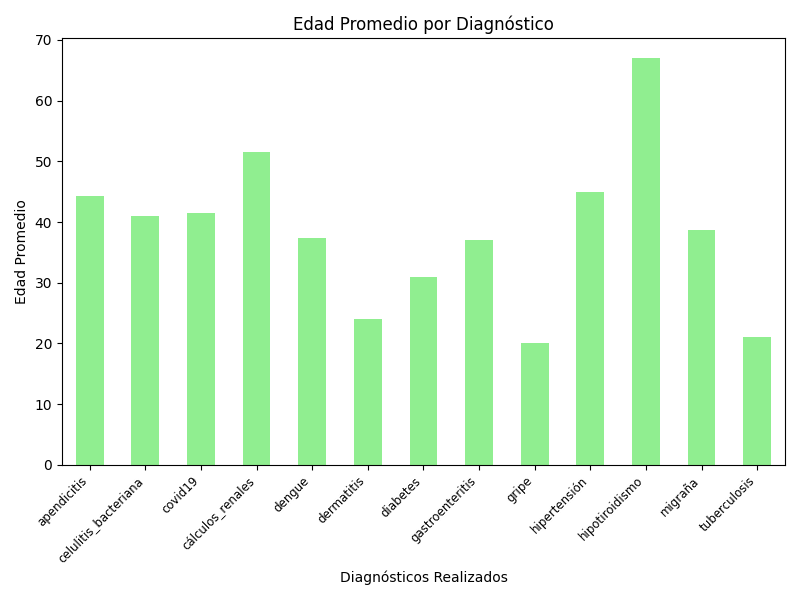 Edad Promedio por Diagnóstico
Edad Promedio
70
60
50
40
30
20
10
0
apendicitis
celulitis_bacteriana
covid19
cálculos_renales
dengue
dermatitis
diabetes
gastroenteritis
gripe
hipertensión
hipotiroidismo
migraña
tuberculosis
Diagnósticos Realizados